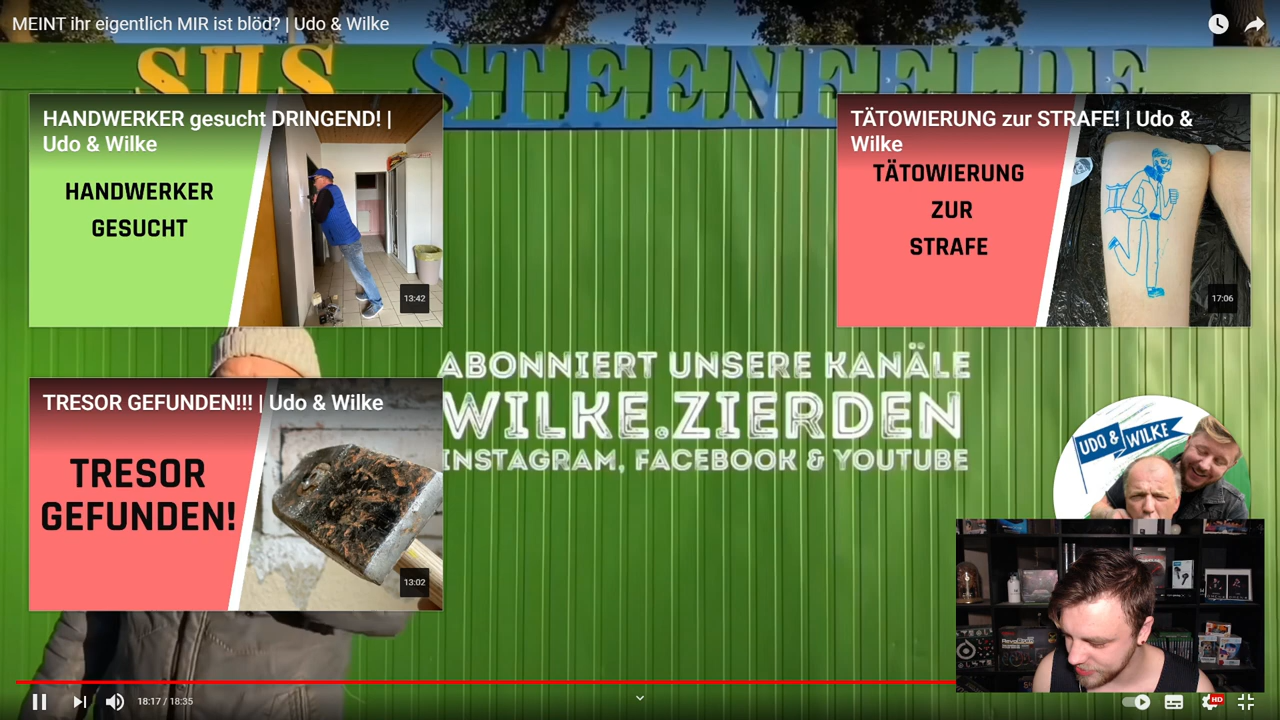 MEINT ihr eigentlich MIR ist blöd? | Udo & Wilke
SUS STEENFELDE
HANDWERKER gesucht DRINGEND! |
Udo & Wilke
HANDWERKER
GESUCHT
13:42
TÄTOWIERUNG zur STRAFE! | Udo &
Wilke
TÄTOWIERUNG
ZUR
STRAFE
17:06
ABONNIERT UNSERE KANÄLE
WILKE.ZIERDEN
INSTAGRAM, FACEBOOK & YOUTUBE
TRESOR GEFUNDEN!!! | Udo & Wilke
TRESOR
GEFUNDEN!
13:02
UDO & WILKE
18:17 / 18:35
HD